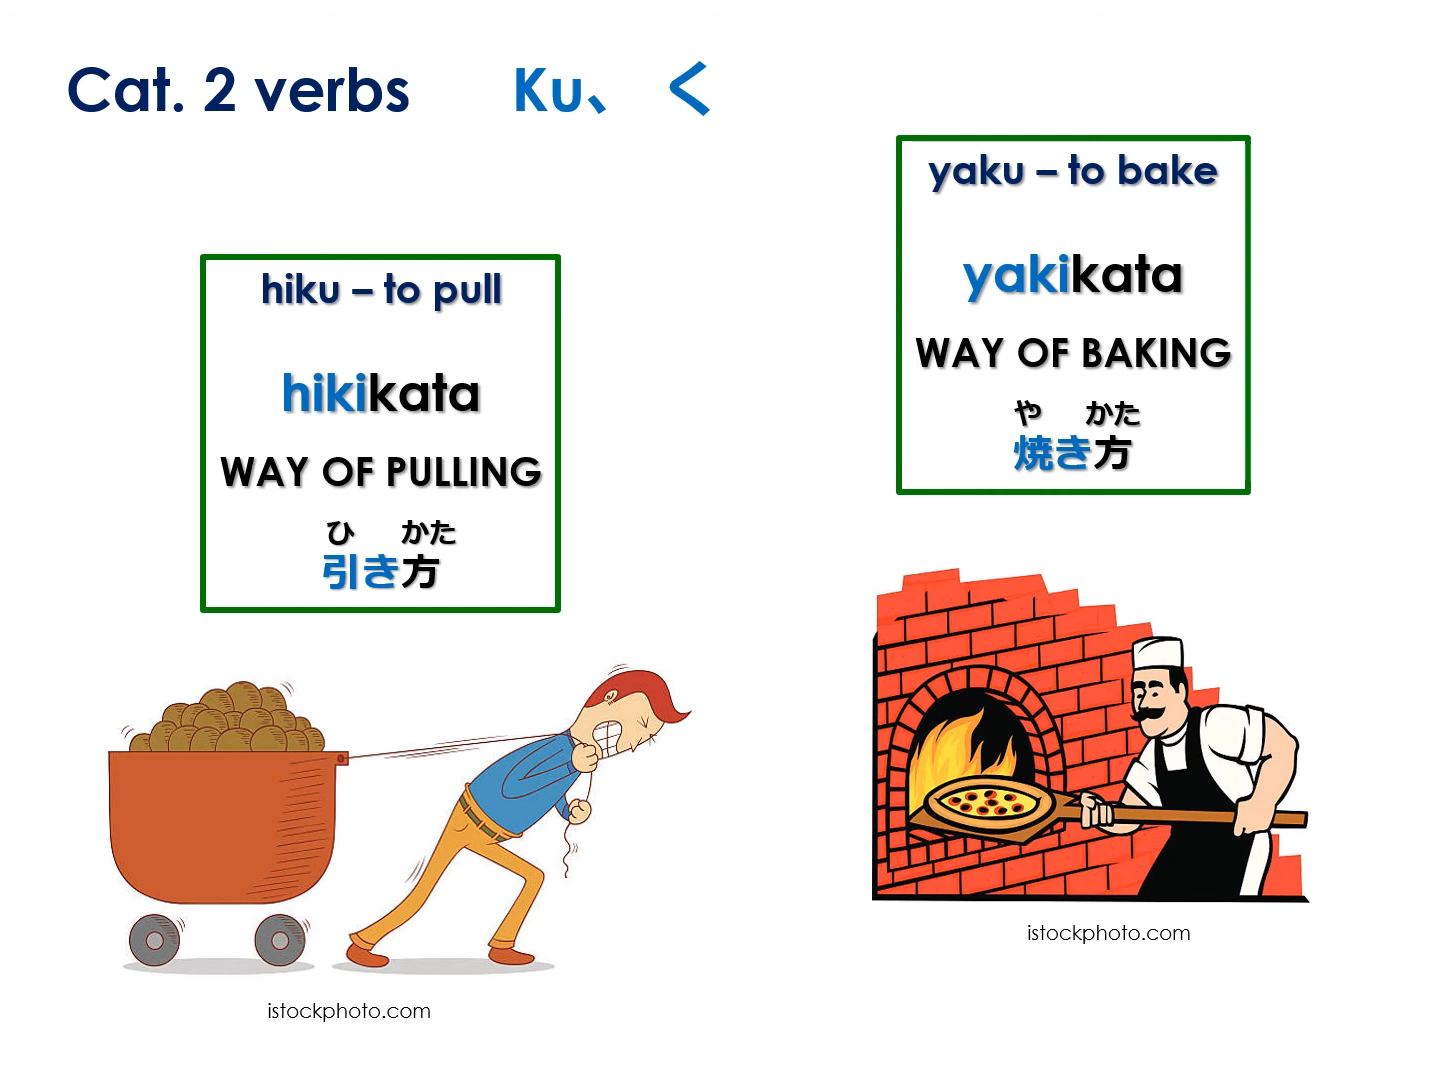 Cat. 2 verbs Ku、 く
hiku – to pull
hikikata
WAY OF PULLING
ひ かた
引き方
istockphoto.com
yaku – to bake
yakikata
WAY OF BAKING
や かた
焼き方
istockphoto.com